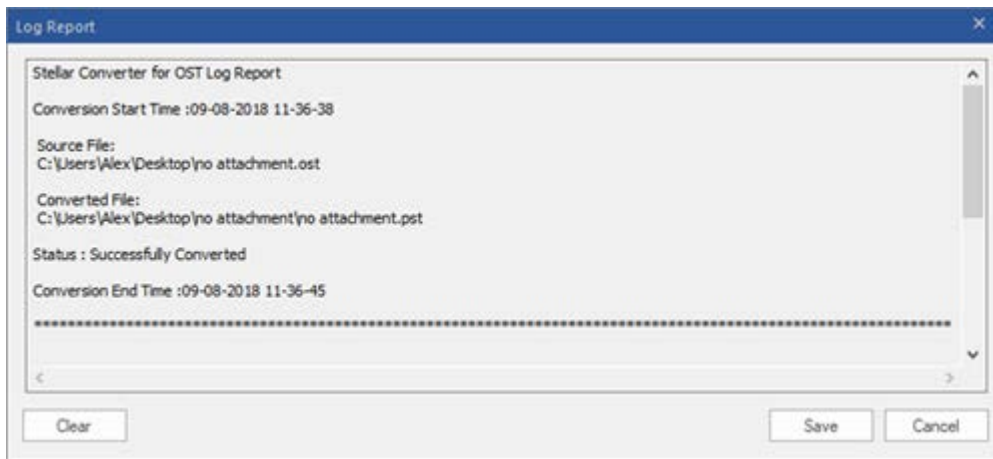 Log Report
Stellar Converter for OST Log Report
Conversion Start Time :09-08-2018 11-36-38
Source File:
C:\Users\Alex\Desktop\no attachment.ost
Converted File:
C:\Users\Alex\Desktop\no attachment\no attachment.pst
Status : Successfully Converted
Conversion End Time :09-08-2018 11-36-45
Clear
Save
Cancel